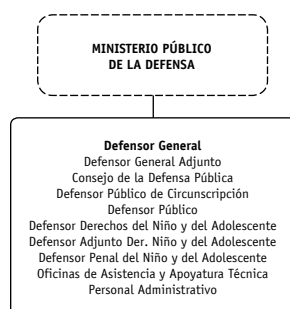 MINISTERIO PÚBLICO
DE LA DEFENSA
Defensor General
Defensor General Adjunto
Consejo de la Defensa Pública
Defensor Público de Circunscripción
Defensor Público
Defensor Derechos del Niño y del Adolescente
Defensor Adjunto Der. Niño y del Adolescente
Defensor Penal del Niño y del Adolescente
Oficinas de Asistencia y Apoyatura Técnica
Personal Administrativo